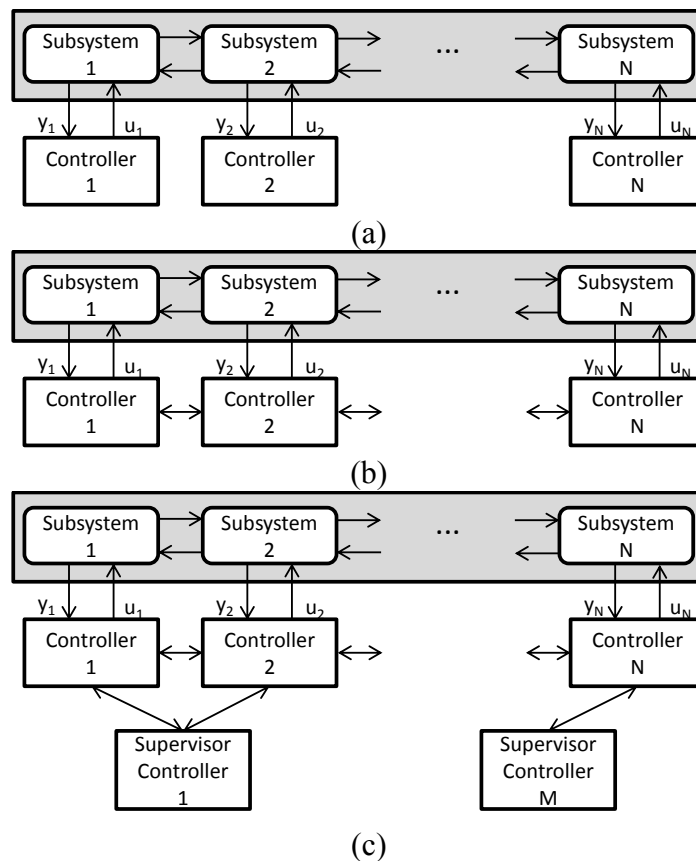 Subsystem 1
Subsystem 2
...
Subsystem N
y1
u1
y2
u2
yN
uN
Controller 1
Controller 2
Controller N
(a)
Subsystem 1
Subsystem 2
...
Subsystem N
y1
u1
y2
u2
yN
uN
Controller 1
Controller 2
Controller N
(b)
Subsystem 1
Subsystem 2
...
Subsystem N
y1
u1
y2
u2
yN
uN
Controller 1
Controller 2
Controller N
Supervisor Controller 1
Supervisor Controller M
(c)